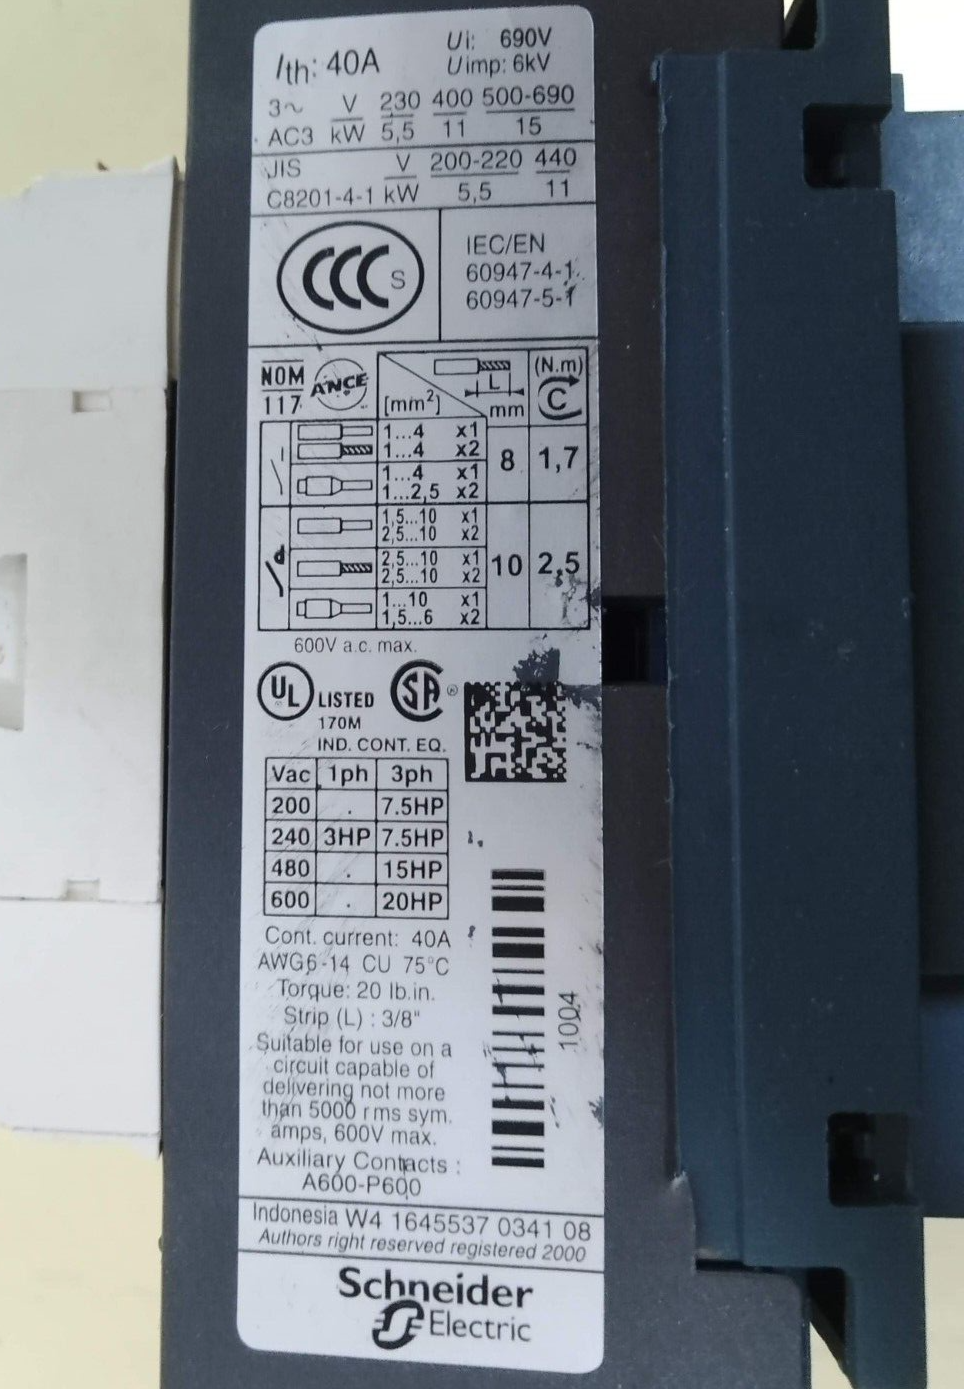 Ith: 40A
Ui: 690V
Uimp: 6kV
3~ V 230 400 500-690
AC3 kW 5,5 11 15
JIS V 200-220 440
C8201-4-1 kW 5,5 11
CCC S
IEC/EN
60947-4-1
60947-5-1
NOM
117
ANCE
[mm²]
L
mm
(N.m)
C
1...4 x1
1...4 x2
1...4 x1
1...2,5 x2
8 1,7
1,5...10 x1
2,5...10 x2
2,5...10 x1
2,5...10 x2
1...10 x1
1,5...6 x2
10 2,5
600V a.c. max.
UL LISTED
170M
SA ®
IND. CONT. EQ.
Vac 1ph 3ph
200 . 7.5HP
240 3HP 7.5HP
480 . 15HP
600 . 20HP
Cont. current: 40A
AWG6-14 CU 75°C
Torque: 20 lb.in.
Strip (L) : 3/8"
Suitable for use on a
circuit capable of
delivering not more
than 5000 rms sym.
amps, 600V max.
Auxiliary Contacts :
A600-P600
1004
Indonesia W4 1645537 0341 08
Authors right reserved registered 2000
Schneider
Electric